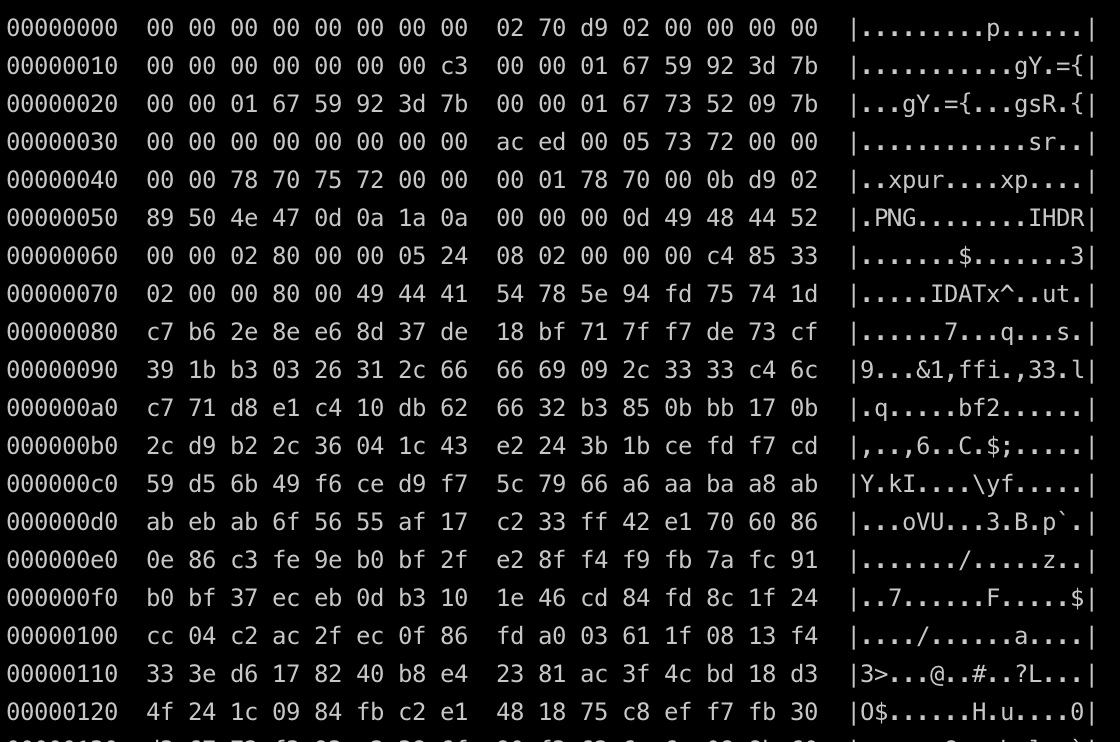 00000000  00 00 00 00 00 00 00 00  02 70 d9 02 00 00 00 00  |.........p......|
00000010  00 00 00 00 00 00 00 c3  00 00 01 67 59 92 3d 7b  |...........gY.={|
00000020  00 00 01 67 59 92 3d 7b  00 00 01 67 73 52 09 7b  |...gY.={...gsR.{|
00000030  00 00 00 00 00 00 00 00  ac ed 00 05 73 72 00 00  |............sr..|
00000040  00 00 78 70 75 72 00 00  00 01 78 70 00 0b d9 02  |..xpur....xp....|
00000050  89 50 4e 47 0d 0a 1a 0a  00 00 00 0d 49 48 44 52  |.PNG........IHDR|
00000060  00 00 02 80 00 00 05 24  08 02 00 00 00 c4 85 33  |.......$.......3|
00000070  02 00 00 80 00 49 44 41  54 78 5e 94 fd 75 74 1d  |.....IDATx^..ut.|
00000080  c7 b6 2e 8e e6 8d 37 de  18 bf 71 7f f7 de 73 cf  |......7...q...s.|
00000090  39 1b b3 03 26 31 2c 66  66 69 09 2c 33 33 c4 6c  |9...&1,ffi.,33.l|
000000a0  c7 71 d8 e1 c4 10 db 62  66 32 b3 85 0b bb 17 0b  |.q.....bf2......|
000000b0  2c d9 b2 2c 36 04 1c 43  e2 24 3b 1b ce fd f7 cd  |,..,6..C.$;.....|
000000c0  59 d5 6b 49 f6 ce d9 f7  5c 79 66 a6 aa ba a8 ab  |Y.kI....\yf.....|
000000d0  ab eb ab 6f 56 55 af 17  c2 33 ff 42 e1 70 60 86  |...oVU...3.B.p`.|
000000e0  0e 86 c3 fe 9e b0 bf 2f  e2 8f f4 f9 fb 7a fc 91  |......./.....z..|
000000f0  b0 bf 37 ec eb 0d b3 10  1e 46 cd 84 fd 8c 1f 24  |..7......F.....$|
00000100  cc 04 c2 ac 2f ec 0f 86  fd a0 03 61 1f 08 13 f4  |..../......a....|
00000110  33 3e d6 17 82 40 b8 e4  23 81 ac 3f 4c bd 18 d3  |3>...@..#..?L...|
00000120  4f 24 1c 09 84 fb c2 e1  48 18 75 c8 ef f7 fb 30  |O$......H.u....0|